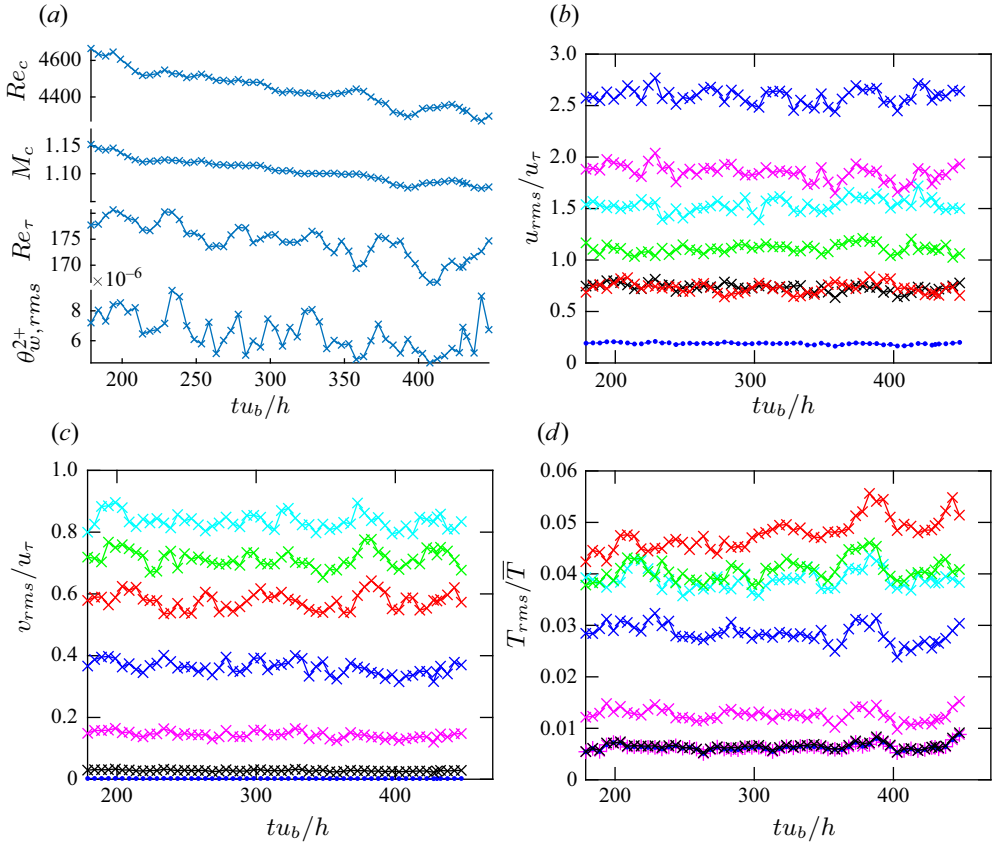 (a)
Re_c
4600
4400
M_c
1.15
1.10
Re_τ
175
170
× 10⁻⁶
θ^{2+}_{w,rms}
8
6
200 250 300 350 400
tu_b/h
(b)
u_rms/u_τ
3.0
2.5
2.0
1.5
1.0
0.5
0
200 300 400
tu_b/h
(c)
v_rms/u_τ
1.0
0.8
0.6
0.4
0.2
0
200 300 400
tu_b/h
(d)
T_rms/T̅
0.06
0.05
0.04
0.03
0.02
0.01
0
200 300 400
tu_b/h